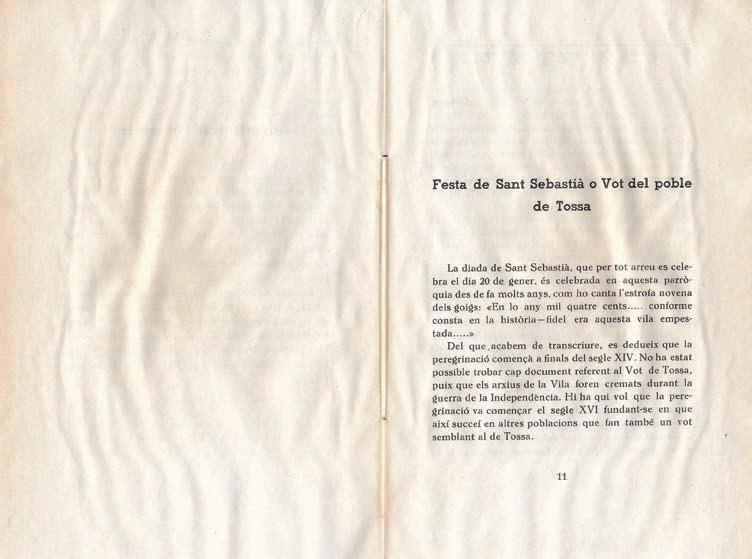 Festa de Sant Sebastià o Vot del poble
de Tossa
La diada de Sant Sebastià, que per tot arreu es cele-
bra el dia 20 de gener, és celebrada en aquesta parrò-
quia des de fa molts anys, com ho canta l'estrofa novena
dels goigs: «En lo any mil quatre cents..... conforme
consta en la història—fidel era aquesta vila empes-
tada.....»
Del que acabem de transcriure, es dedueix que la
peregrinació començà a finals del segle XIV. No ha estat
possible trobar cap document referent al Vot de Tossa,
puix que els arxius de la Vila foren cremats durant la
guerra de la Independència. Hi ha qui vol que la pere-
grinació va començar el segle XVI fundant-se en que
així succeí en altres poblacions que fan també un vot
semblant al de Tossa.
11